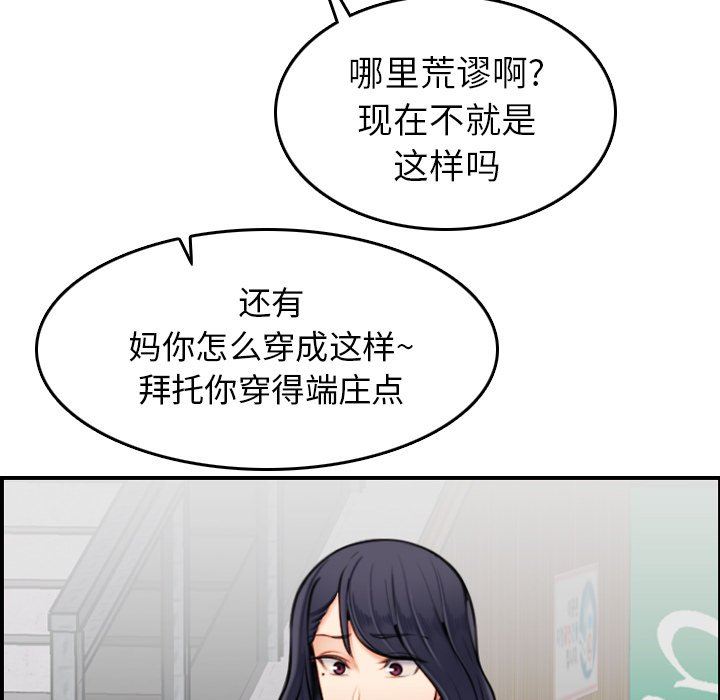 哪里荒谬啊?
现在不就是
这样吗
还有
妈你怎么穿成这样~
拜托你穿得端庄点